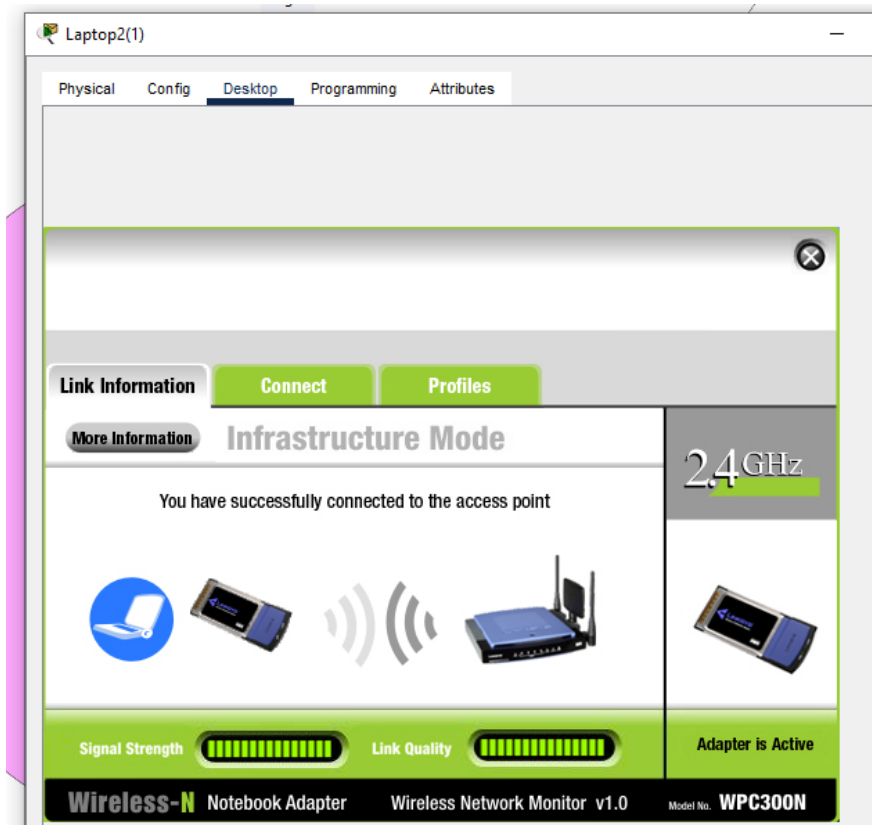 Laptop2(1)
Physical Config Desktop Programming Attributes
Link Information Connect Profiles
More Information Infrastructure Mode
2.4GHz
You have successfully connected to the access point
Signal Strength Link Quality Adapter is Active
Wireless-N Notebook Adapter Wireless Network Monitor v1.0 Model No. WPC300N